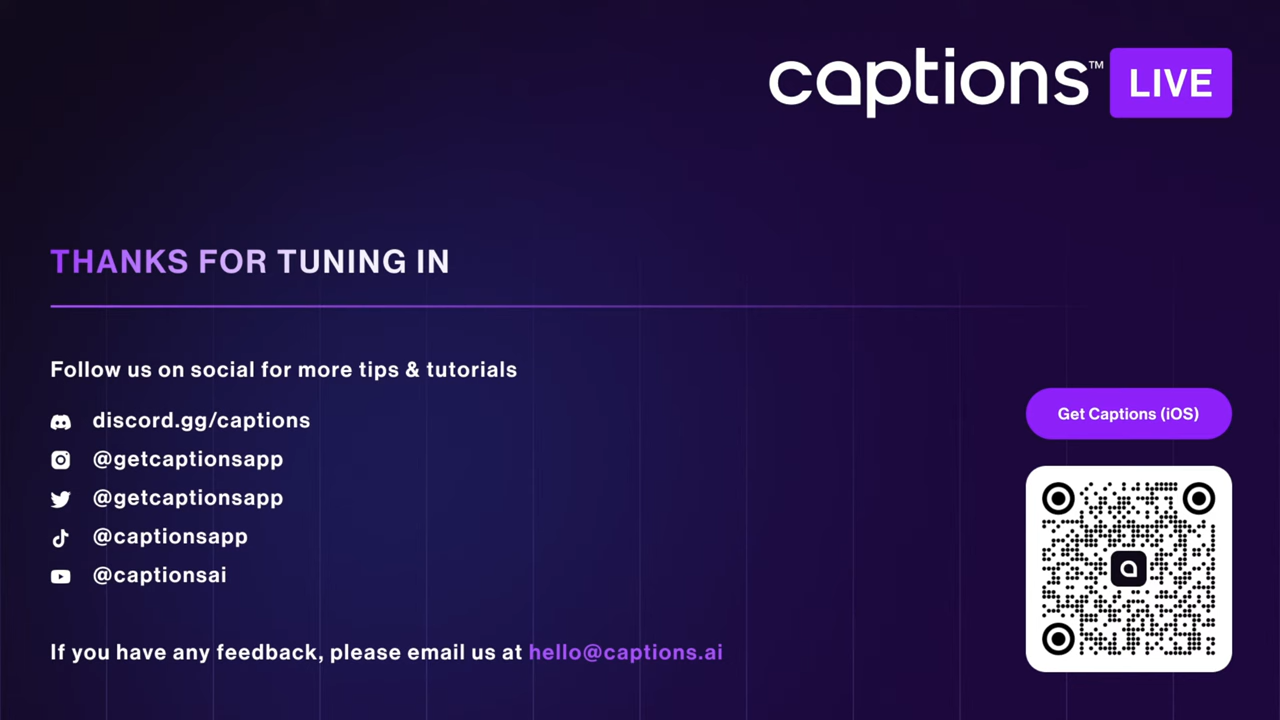 captions™ LIVE
THANKS FOR TUNING IN
Follow us on social for more tips & tutorials
discord.gg/captions
@getcaptionsapp
@getcaptionsapp
@captionsapp
@captionsai
Get Captions (iOS)
If you have any feedback, please email us at hello@captions.ai